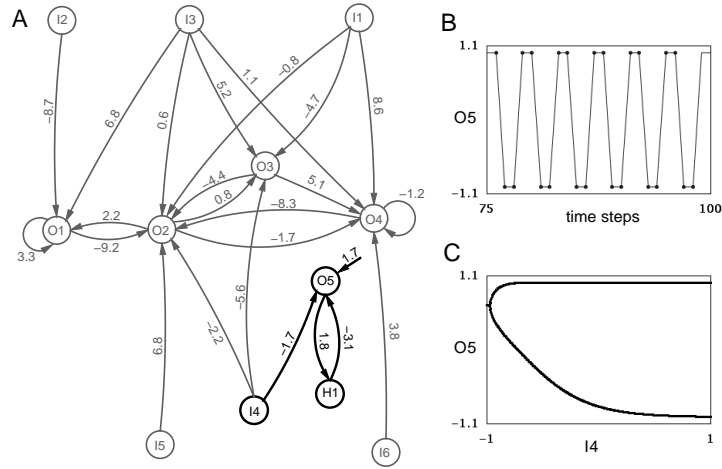 A
I2
I3
I1
−8.7
6.8
0.6
5.2
1.1
−0.8
−4.7
8.6
O3
−4.4
0.8
5.1
−1.2
O1
2.2
−9.2
3.3
O2
−8.3
−1.7
O4
O5
1.7
−5.6
−2.2
−1.7
1.8
−3.1
3.8
6.8
I4
H1
I5
I6
B
1.1
O5
−1.1
75
time steps
100
C
1.1
O5
−1.1
−1
I4
1